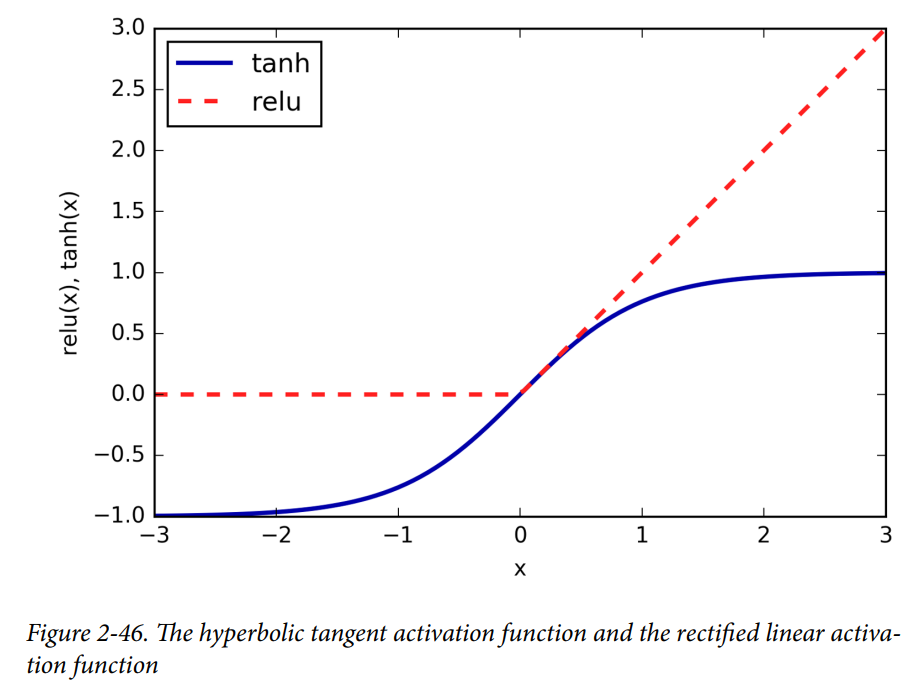 3.0
tanh
2.5
relu
2.0
1.5
1.0
0.5
0.0
−0.5
−1.0
relu(x), tanh(x)
−3 −2 −1 0 1 2 3
x
Figure 2-46. The hyperbolic tangent activation function and the rectified linear activa-
tion function